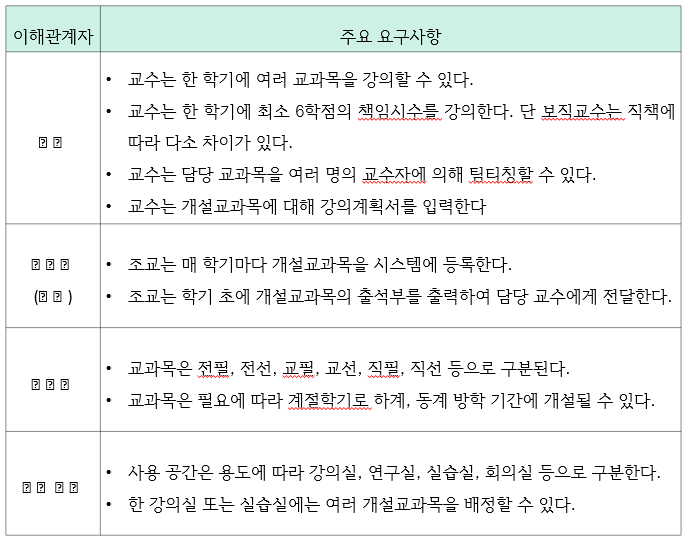 이해관계자 주요 요구사항
• 교수는 한 학기에 여러 교과목을 강의할 수 있다.
• 교수는 한 학기에 최소 6학점의 책임시수를 강의한다. 단 보직교수는 직책에
따라 다소 차이가 있다.
• 교수는 담당 교과목을 여러 명의 교수자에 의해 팀티칭할 수 있다.
• 교수는 개설교과목에 대해 강의계획서를 입력한다
• 조교는 매 학기마다 개설교과목을 시스템에 등록한다.
• 조교는 학기 초에 개설교과목의 출석부를 출력하여 담당 교수에게 전달한다.
• 교과목은 전필, 전선, 교필, 교선, 직필, 직선 등으로 구분된다.
• 교과목은 필요에 따라 계절학기로 하계, 동계 방학 기간에 개설될 수 있다.
• 사용 공간은 용도에 따라 강의실, 연구실, 실습실, 회의실 등으로 구분한다.
• 한 강의실 또는 실습실에는 여러 개설교과목을 배정할 수 있다.